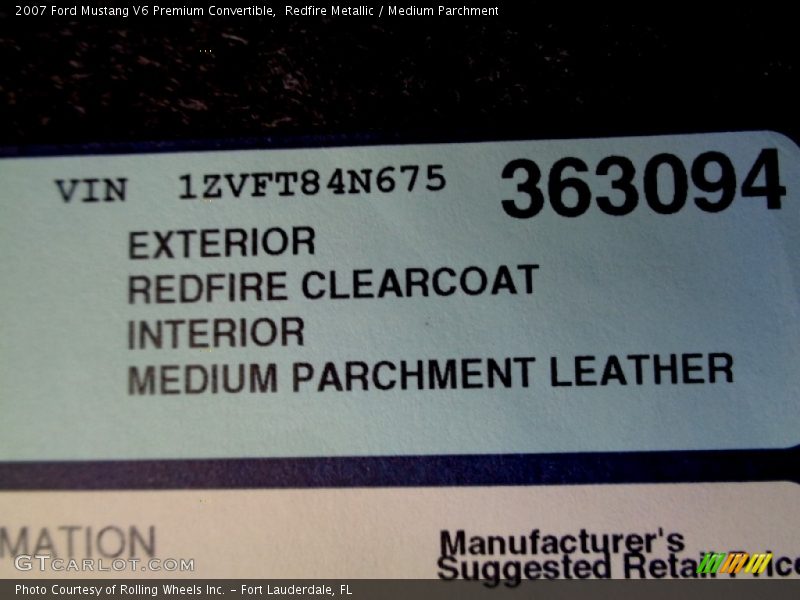 2007 Ford Mustang V6 Premium Convertible,  Redfire Metallic / Medium Parchment
VIN 1ZVFT84N675 363094
EXTERIOR
REDFIRE CLEARCOAT
INTERIOR
MEDIUM PARCHMENT LEATHER
MATION
Manufacturer's
Suggested Retail Price
GTCARLOT.COM
Photo Courtesy of Rolling Wheels Inc. – Fort Lauderdale, FL